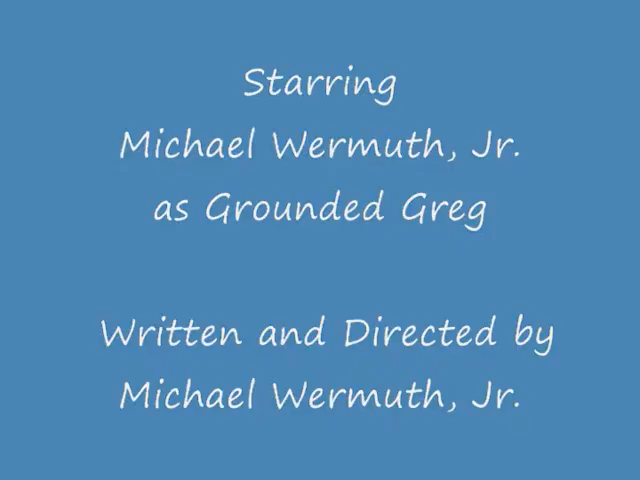 Starring
Michael Wermuth, Jr.
as Grounded Greg
Written and Directed by
Michael Wermuth, Jr.